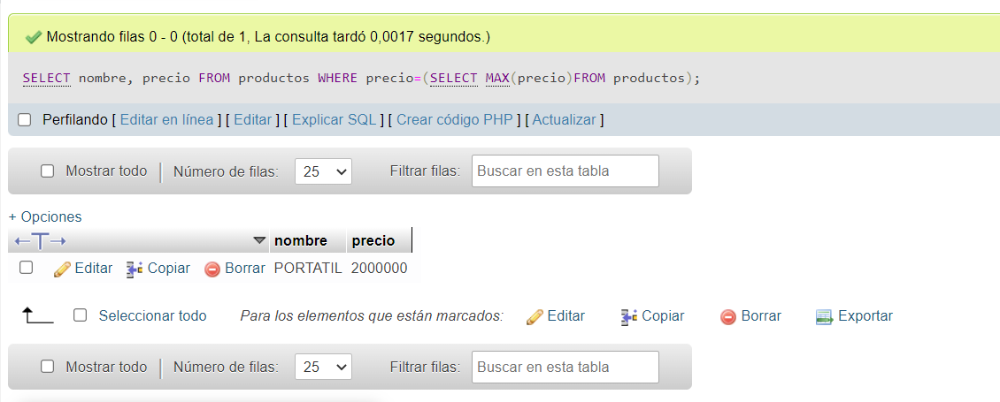 Mostrando filas 0 - 0 (total de 1, La consulta tardó 0,0017 segundos.)
SELECT nombre, precio FROM productos WHERE precio=(SELECT MAX(precio)FROM productos);
Perfilando [ Editar en línea ] [ Editar ] [ Explicar SQL ] [ Crear código PHP ] [ Actualizar ]
Mostrar todo Número de filas: 25 Filtrar filas: Buscar en esta tabla
+ Opciones
nombre precio
Editar Copiar Borrar PORTATIL 2000000
Seleccionar todo Para los elementos que están marcados: Editar Copiar Borrar Exportar
Mostrar todo Número de filas: 25 Filtrar filas: Buscar en esta tabla